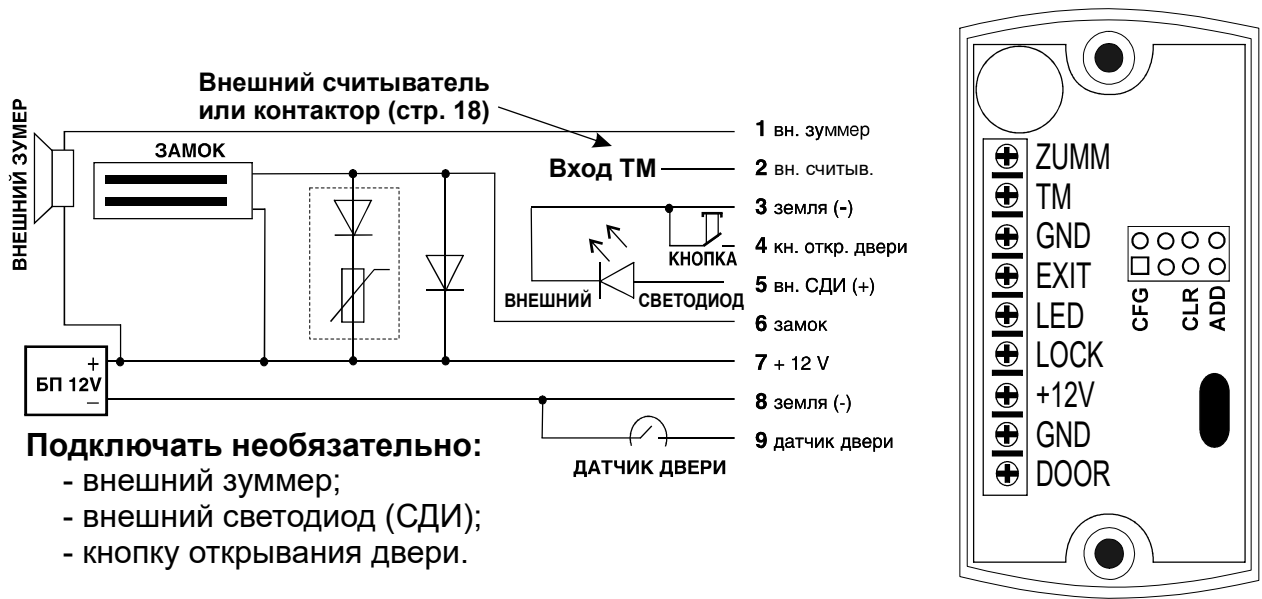 Внешний считыватель
или контактор (стр. 18)
ВНЕШНИЙ ЗУМЕР
ЗАМОК
Вход ТМ
1 вн. зуммер
2 вн. считыв.
3 земля (-)
4 кн. откр. двери
КНОПКА
5 вн. СДИ (+)
ВНЕШНИЙ
СВЕТОДИОД
6 замок
7 + 12 V
8 земля (-)
9 датчик двери
БП 12V
+
–
ДАТЧИК ДВЕРИ
Подключать необязательно:
- внешний зуммер;
- внешний светодиод (СДИ);
- кнопку открывания двери.
ZUMM
TM
GND
EXIT
LED
LOCK
+12V
GND
DOOR
CFG
CLR
ADD